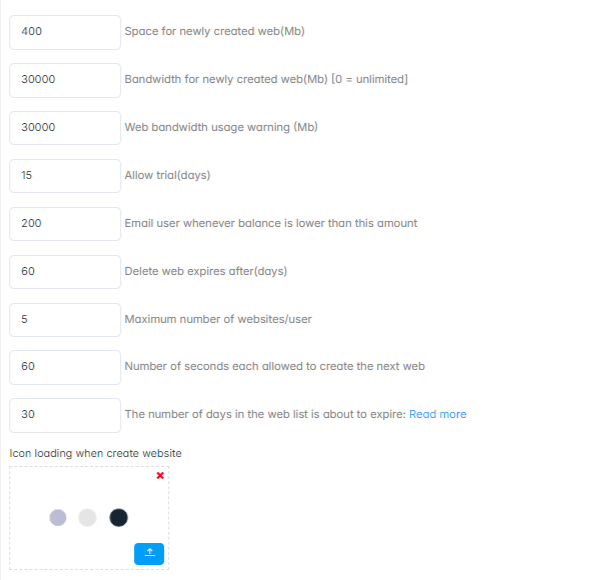 400 Space for newly created web(Mb)
30000 Bandwidth for newly created web(Mb) [0 = unlimited]
30000 Web bandwidth usage warning (Mb)
15 Allow trial(days)
200 Email user whenever balance is lower than this amount
60 Delete web expires after(days)
5 Maximum number of websites/user
60 Number of seconds each allowed to create the next web
30 The number of days in the web list is about to expire: Read more
Icon loading when create website